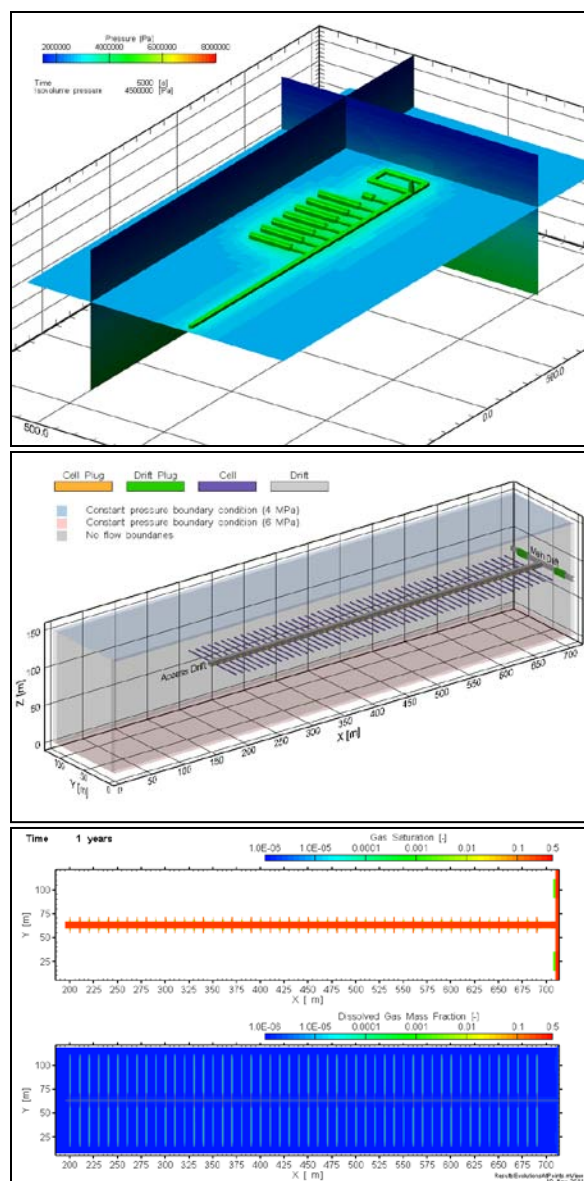 Pressure [Pa]
2000000 4000000 6000000 8000000
Time 5000 [a]
Isovolume pressure 4500000 [Pa]
500.0
0.0
500.0
Cell Plug Drift Plug Cell Drift
Constant pressure boundary condition (4 MPa)
Constant pressure boundary condition (6 MPa)
No flow boundaries
Main Drift
Access Drift
Z [m]
150
100
50
0
Y [m]
100
50
0
0 50 100 150 200 250 300 350 400 450 500 550 600 650 700
X [m]
Time 1 years
Gas Saturation [-]
1.0E-06 1.0E-05 0.0001 0.001 0.01 0.1 0.5
Y [m]
100
75
50
25
200 225 250 275 300 325 350 375 400 425 450 475 500 525 550 575 600 625 650 675 700
X [ m]
Dissolved Gas Mass Fraction [-]
1.0E-06 1.0E-05 0.0001 0.001 0.01 0.1 0.5
Y [m]
100
75
50
25
200 225 250 275 300 325 350 375 400 425 450 475 500 525 550 575 600 625 650 675 700
X [ m]